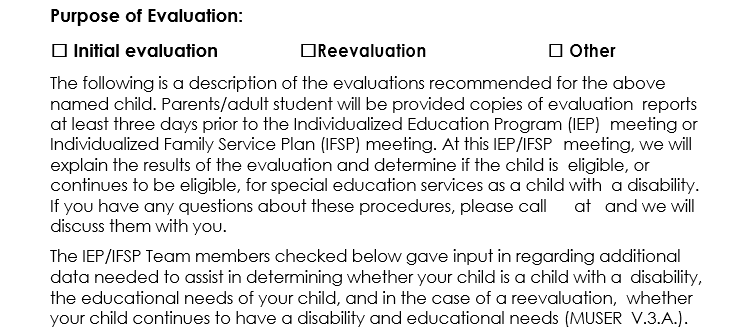 Purpose of Evaluation:
☐ Initial evaluation ☐Reevaluation ☐ Other
The following is a description of the evaluations recommended for the above
named child. Parents/adult student will be provided copies of evaluation reports
at least three days prior to the Individualized Education Program (IEP) meeting or
Individualized Family Service Plan (IFSP) meeting. At this IEP/IFSP meeting, we will
explain the results of the evaluation and determine if the child is eligible, or
continues to be eligible, for special education services as a child with a disability.
If you have any questions about these procedures, please call at and we will
discuss them with you.
The IEP/IFSP Team members checked below gave input in regarding additional
data needed to assist in determining whether your child is a child with a disability,
the educational needs of your child, and in the case of a reevaluation, whether
your child continues to have a disability and educational needs (MUSER V.3.A.).